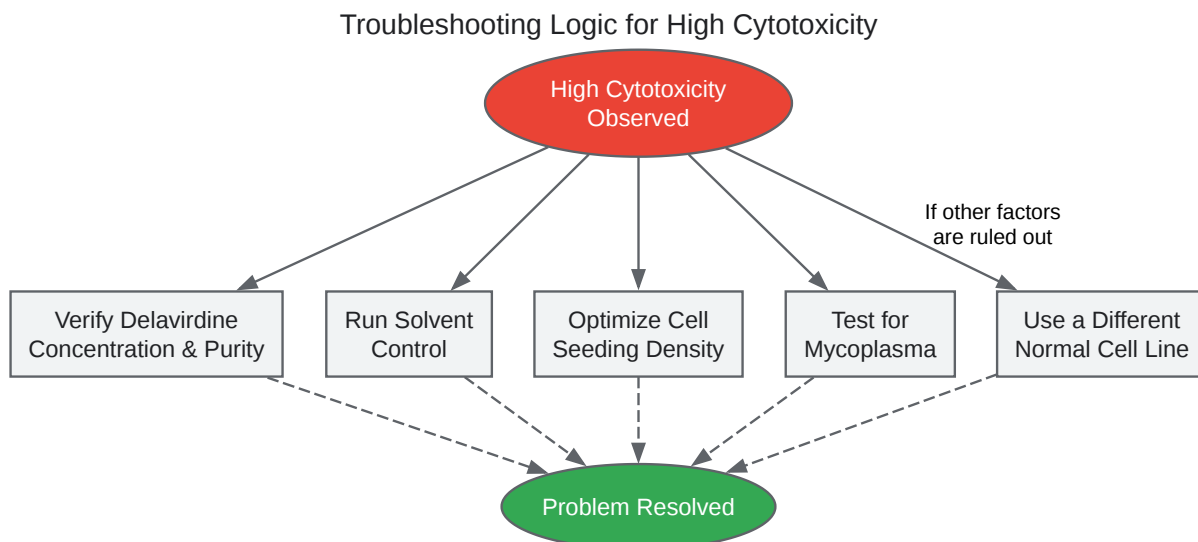 Troubleshooting Logic for High Cytotoxicity
High Cytotoxicity
Observed
If other factors
are ruled out
Verify Delavirdine
Concentration & Purity
Run Solvent
Control
Optimize Cell
Seeding Density
Test for
Mycoplasma
Use a Different
Normal Cell Line
Problem Resolved